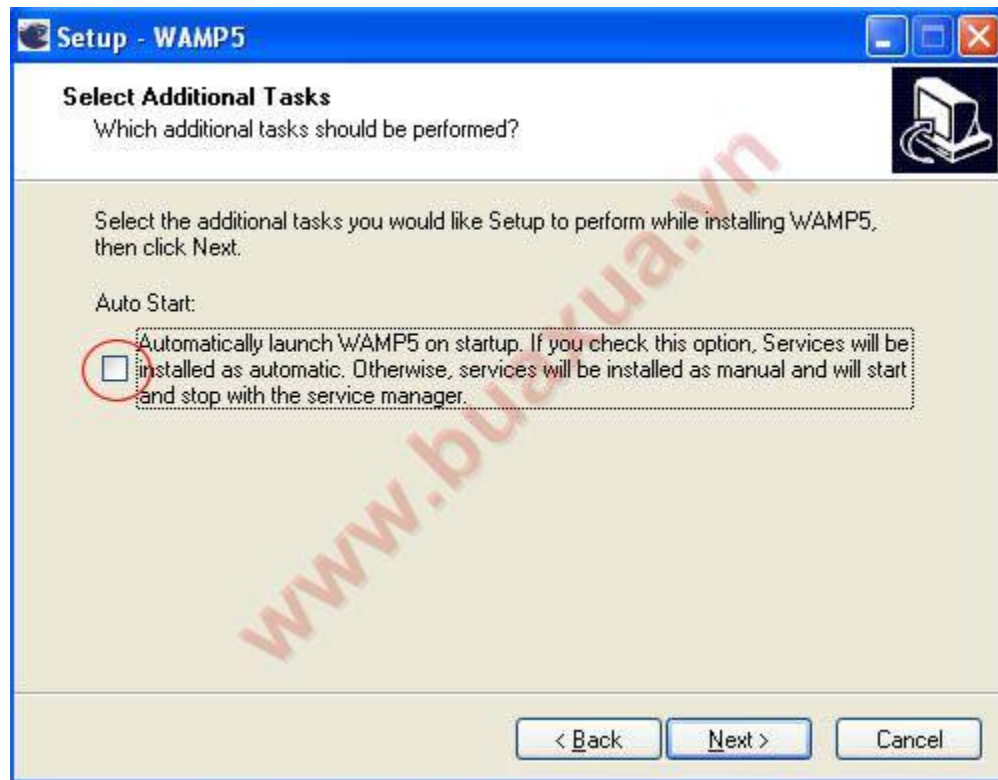 Setup - WAMP5
Select Additional Tasks
Which additional tasks should be performed?
Select the additional tasks you would like Setup to perform while installing WAMP5,
then click Next.
Auto Start:
Automatically launch WAMP5 on startup. If you check this option, Services will be
installed as automatic. Otherwise, services will be installed as manual and will start
and stop with the service manager.
www.buaxua.vn
< Back
Next >
Cancel